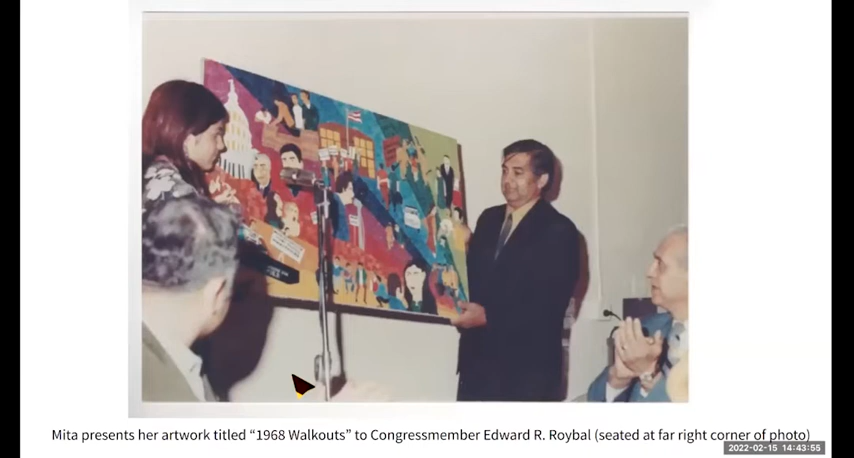 Mita presents her artwork titled “1968 Walkouts” to Congressmember Edward R. Roybal (seated at far right corner of photo)
2022-02-15 14:43:55